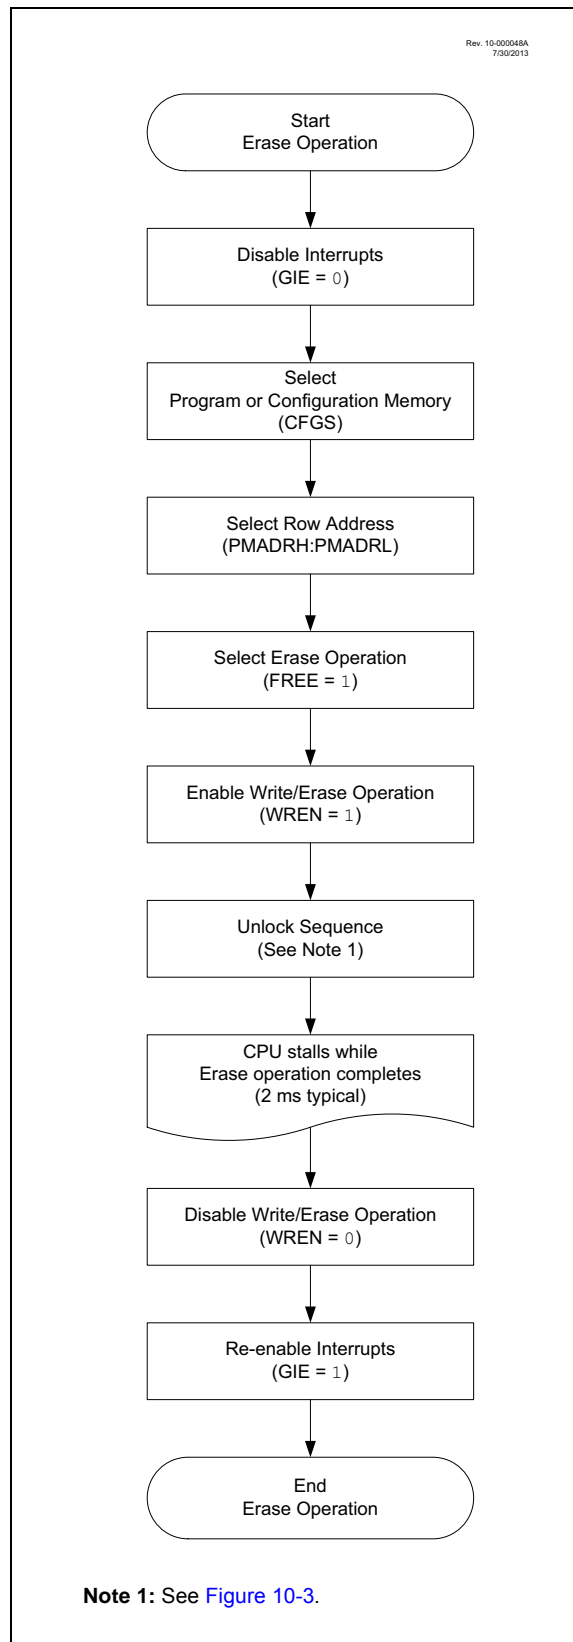 Rev. 10-000048A
7/30/2013
Start
Erase Operation
Disable Interrupts
(GIE = 0)
Select
Program or Configuration Memory
(CFGS)
Select Row Address
(PMADRH:PMADRL)
Select Erase Operation
(FREE = 1)
Enable Write/Erase Operation
(WREN = 1)
Unlock Sequence
(See Note 1)
CPU stalls while
Erase operation completes
(2 ms typical)
Disable Write/Erase Operation
(WREN = 0)
Re-enable Interrupts
(GIE = 1)
End
Erase Operation
Note 1: See Figure 10-3.